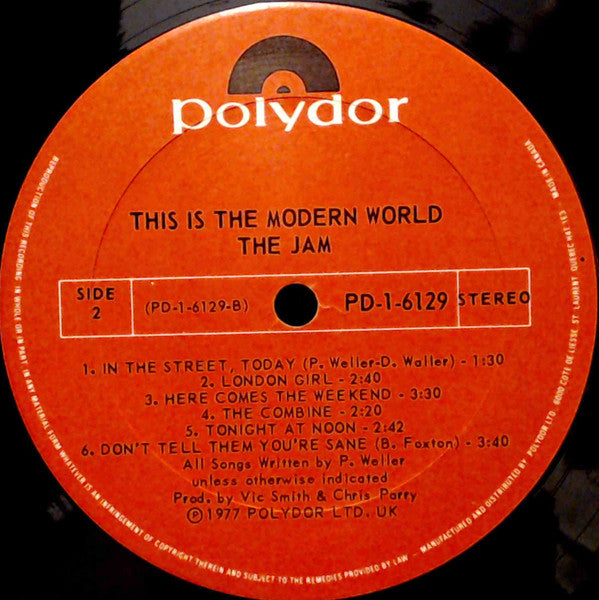 polydor
THIS IS THE MODERN WORLD
THE JAM
SIDE
2
(PD-1-6129-B)
PD-1-6129
STEREO
1. IN THE STREET, TODAY (P. Weller-D. Waller) - 1:30
2. LONDON GIRL - 2:40
3. HERE COMES THE WEEKEND - 3:30
4. THE COMBINE - 2:20
5. TONIGHT AT NOON - 2:42
6. DON'T TELL THEM YOU'RE SANE (B. Foxton) - 3:40
All Songs Written by P. Weller
unless otherwise indicated
Prod. by Vic Smith & Chris Parry
℗ 1977 POLYDOR LTD. UK
REPRODUCTION OF THIS RECORDING IN WHOLE OR IN PART IN ANY MATERIAL FORM WHATEVER IS AN INFRINGEMENT OF COPYRIGHT THEREIN AND SUBJECT TO THE REMEDIES PROVIDED BY LAW – MANUFACTURED AND DISTRIBUTED BY POLYDOR LTD. 6000 COTE DE LIESSE ST. LAURENT QUEBEC MADE IN CANADA